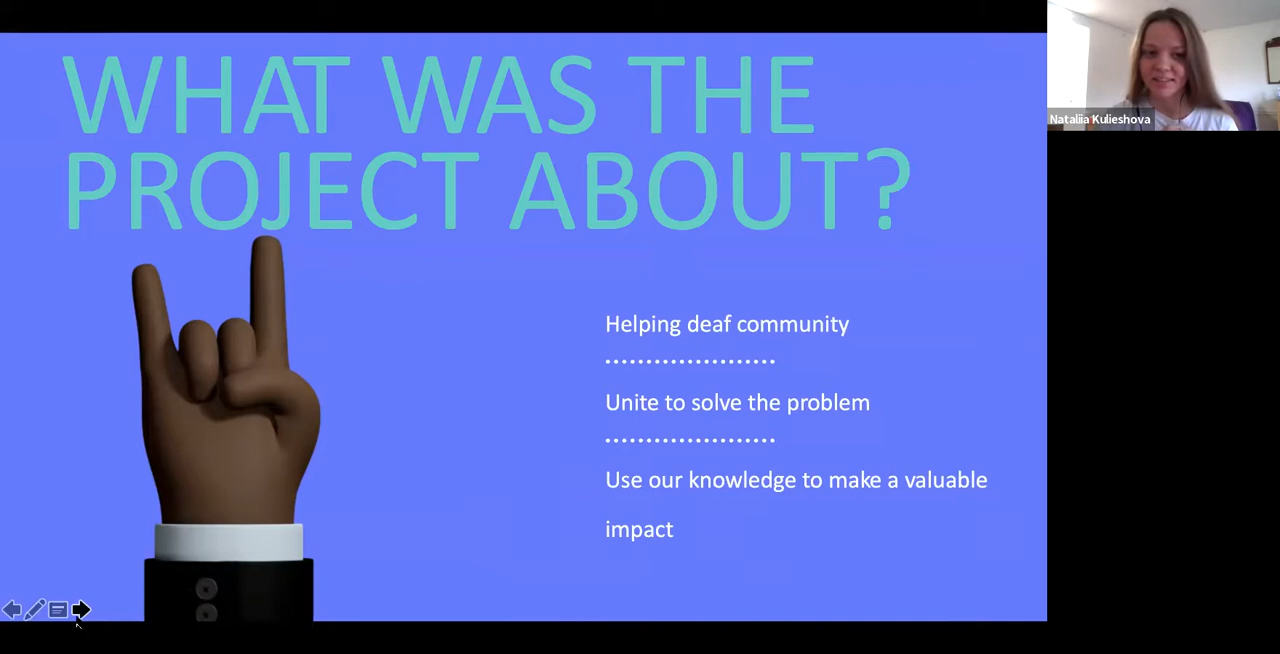 WHAT WAS THE
PROJECT ABOUT?
Nataliia Kulieshova
Helping deaf community
Unite to solve the problem
Use our knowledge to make a valuable
impact